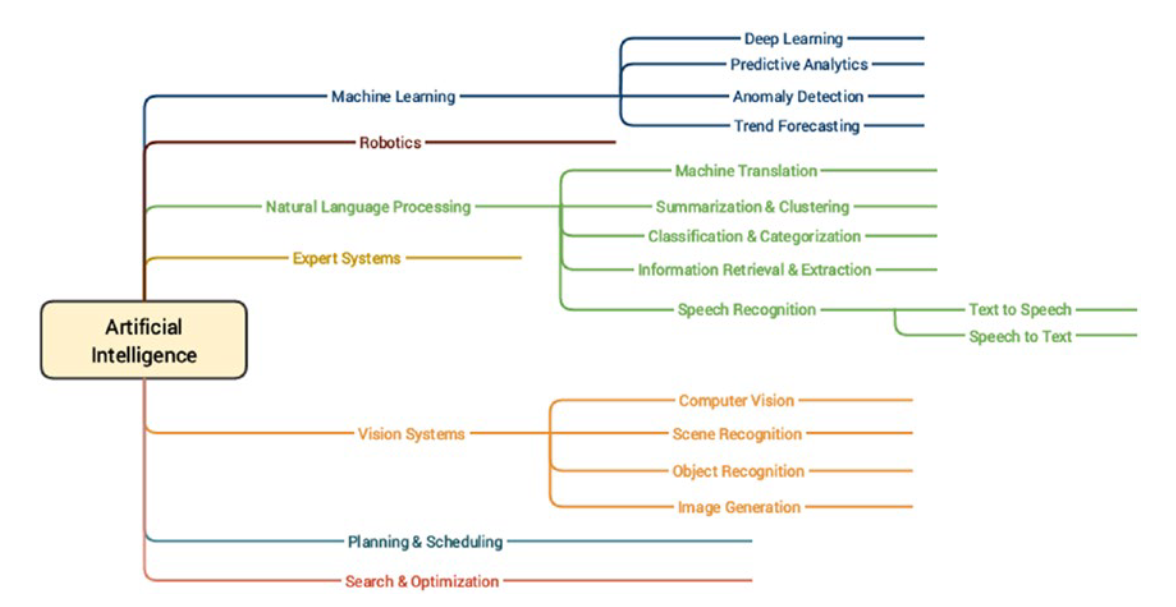 Deep Learning
Predictive Analytics
Machine Learning
Anomaly Detection
Trend Forecasting
Robotics
Machine Translation
Natural Language Processing
Summarization & Clustering
Classification & Categorization
Expert Systems
Information Retrieval & Extraction
Speech Recognition
Text to Speech
Speech to Text
Artificial
Intelligence
Computer Vision
Vision Systems
Scene Recognition
Object Recognition
Image Generation
Planning & Scheduling
Search & Optimization